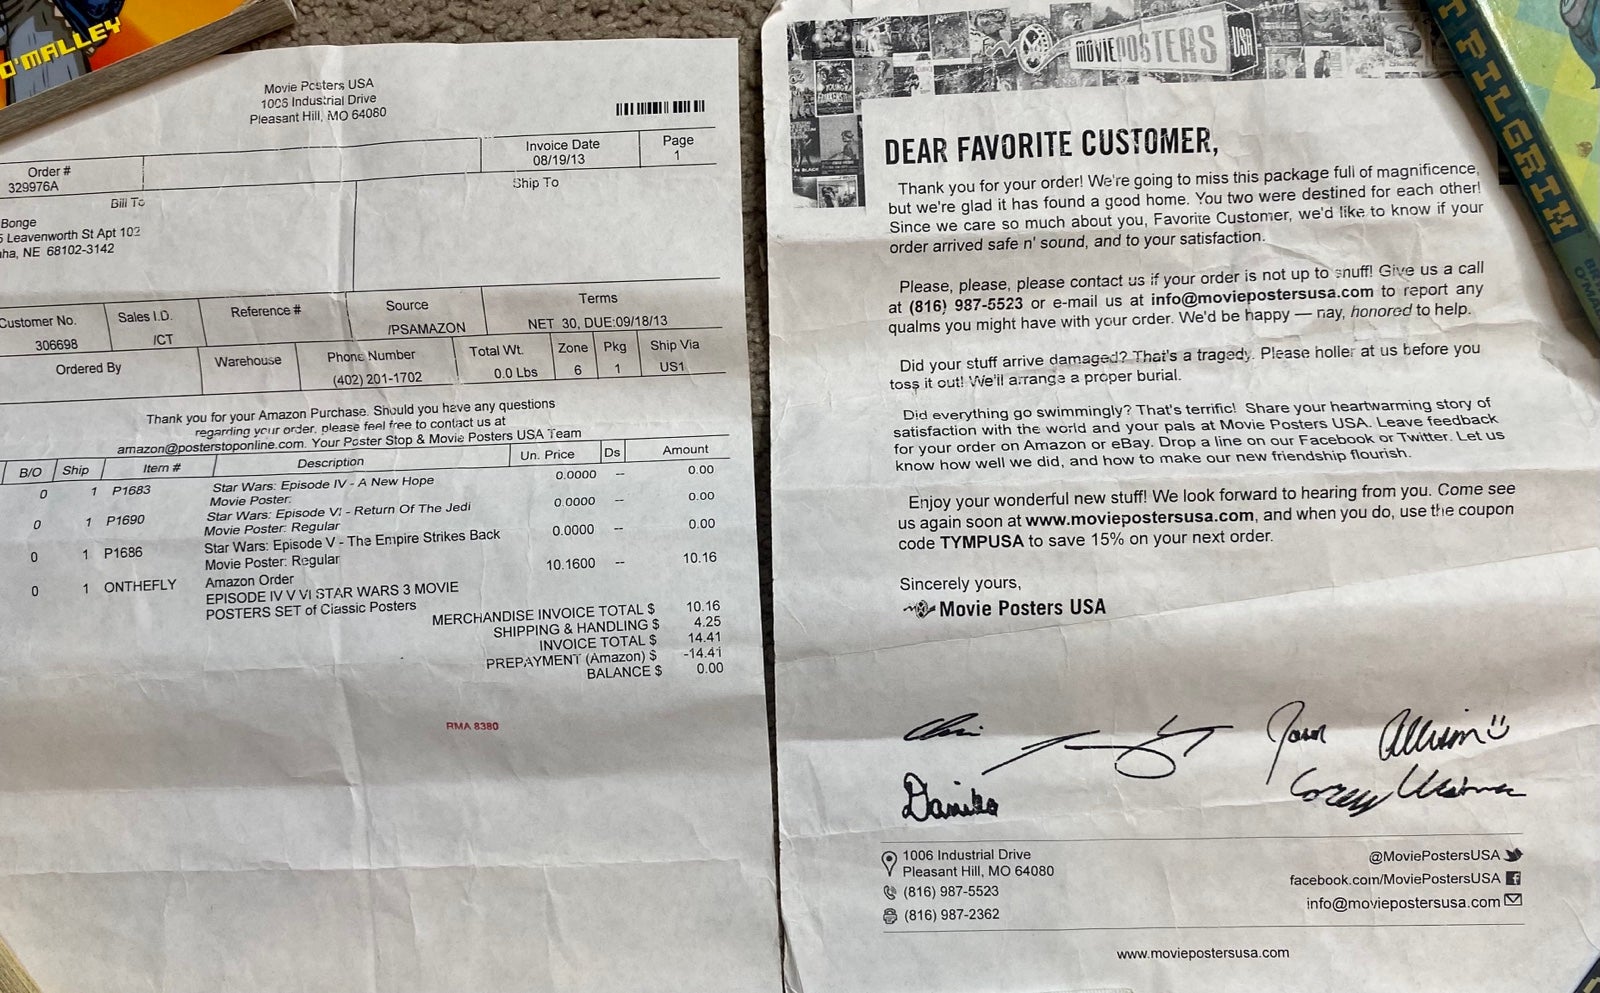 O'MALLEY
Movie Posters USA
1006 Industrial Drive
Pleasant Hill, MO 64080
Invoice Date
08/19/13
Page
1
Order #
329976A
Bill To
Ship To
Bonge
5 Leavenworth St Apt 102
aha, NE 68102-3142
Customer No.
306698
Sales I.D.
/CT
Reference #
Source
/PSAMAZON
Terms
NET 30, DUE:09/18/13
Ordered By
Warehouse
Phone Number
(402) 201-1702
Total Wt.
0.0 Lbs
Zone
6
Pkg
1
Ship Via
US1
Thank you for your Amazon Purchase. Should you have any questions
regarding your order, please feel free to contact us at
amazon@posterstoponline.com. Your Poster Stop & Movie Posters USA Team
B/O Ship Item # Description Un. Price Ds Amount
0 1 P1683 Star Wars: Episode IV - A New Hope 0.0000 -- 0.00
Movie Poster:
0 1 P1690 Star Wars: Episode VI - Return Of The Jedi 0.0000 -- 0.00
Movie Poster: Regular
0 1 P1686 Star Wars: Episode V - The Empire Strikes Back 0.0000 -- 0.00
Movie Poster: Regular
0 1 ONTHEFLY Amazon Order 10.1600 -- 10.16
EPISODE IV V VI STAR WARS 3 MOVIE
POSTERS SET of Classic Posters
MERCHANDISE INVOICE TOTAL $ 10.16
SHIPPING & HANDLING $ 4.25
INVOICE TOTAL $ 14.41
PREPAYMENT (Amazon) $ -14.41
BALANCE $ 0.00
RMA 8380
MOVIE POSTERS USA
YOUNG FRANKENSTEIN
DEAR FAVORITE CUSTOMER,
Thank you for your order! We're going to miss this package full of magnificence,
but we're glad it has found a good home. You two were destined for each other!
Since we care so much about you, Favorite Customer, we'd like to know if your
order arrived safe n' sound, and to your satisfaction.
Please, please, please contact us if your order is not up to snuff! Give us a call
at (816) 987-5523 or e-mail us at info@moviepostersusa.com to report any
qualms you might have with your order. We'd be happy — nay, honored to help.
Did your stuff arrive damaged? That's a tragedy. Please holler at us before you
toss it out! We'll arrange a proper burial.
Did everything go swimmingly? That's terrific! Share your heartwarming story of
satisfaction with the world and your pals at Movie Posters USA. Leave feedback
for your order on Amazon or eBay. Drop a line on our Facebook or Twitter. Let us
know how well we did, and how to make our new friendship flourish.
Enjoy your wonderful new stuff! We look forward to hearing from you. Come see
us again soon at www.moviepostersusa.com, and when you do, use the coupon
code TYMPUSA to save 15% on your next order.
Sincerely yours,
Movie Posters USA
Jason Allison
Danika Corey
1006 Industrial Drive
Pleasant Hill, MO 64080
(816) 987-5523
(816) 987-2362
@MoviePostersUSA
facebook.com/MoviePostersUSA
info@moviepostersusa.com
www.moviepostersusa.com
T PILGRIM